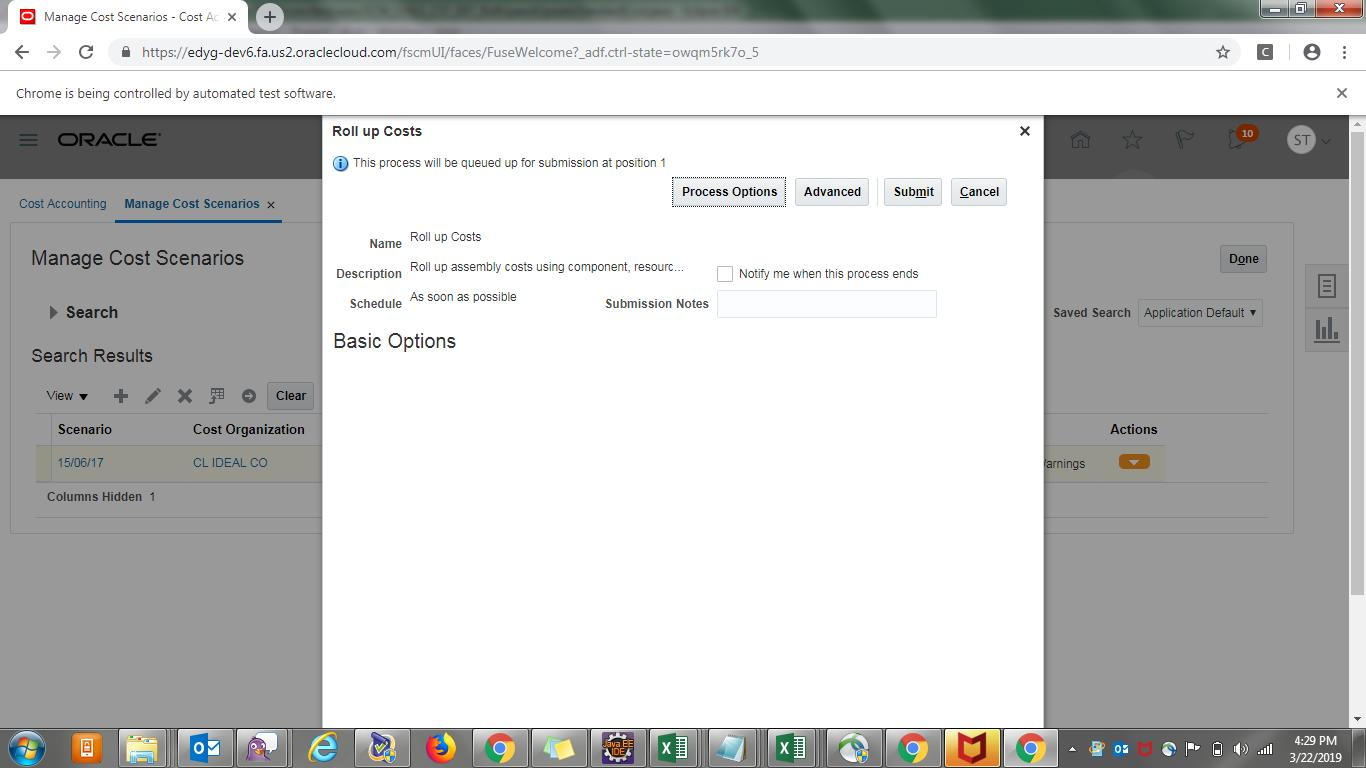 Manage Cost Scenarios - Cost Ac
https://edyg-dev6.fa.us2.oraclecloud.com/fscmUI/faces/FuseWelcome?_adf.ctrl-state=owqm5rk7o_5
C
Chrome is being controlled by automated test software.
ORACLE
10
ST
Roll up Costs
This process will be queued up for submission at position 1
Process Options Advanced Submit Cancel
Cost Accounting Manage Cost Scenarios
Name Roll up Costs
Manage Cost Scenarios
Done
Description Roll up assembly costs using component, resourc...
Notify me when this process ends
Schedule As soon as possible
Submission Notes
Search
Saved Search Application Default
Basic Options
Search Results
View Clear
Scenario Cost Organization Actions
15/06/17 CL IDEAL CO
Warnings
Columns Hidden 1
Java EE
IDE
4:29 PM
3/22/2019